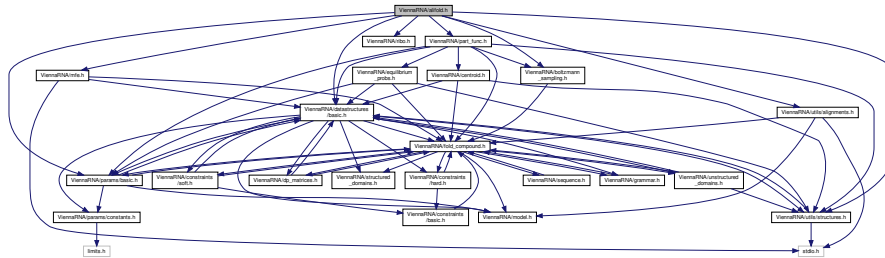 ViennaRNA/alifold.h
ViennaRNA/ribo.h
ViennaRNA/part_func.h
ViennaRNA/mfe.h
ViennaRNA/equilibrium
_probs.h
ViennaRNA/centroid.h
ViennaRNA/boltzmann
_sampling.h
ViennaRNA/datastructures
/basic.h
ViennaRNA/utils/alignments.h
ViennaRNA/fold_compound.h
ViennaRNA/params/basic.h
ViennaRNA/constraints
/soft.h
ViennaRNA/dp_matrices.h
ViennaRNA/structured
_domains.h
ViennaRNA/constraints
/hard.h
ViennaRNA/sequence.h
ViennaRNA/grammar.h
ViennaRNA/unstructured
_domains.h
ViennaRNA/params/constants.h
ViennaRNA/constraints
/basic.h
ViennaRNA/model.h
ViennaRNA/utils/structures.h
limits.h
stdio.h